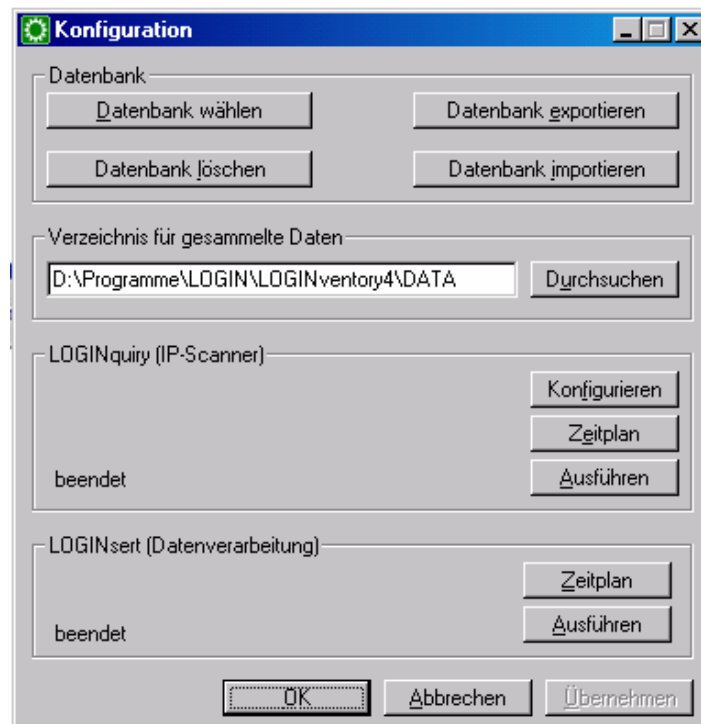 Konfiguration
Datenbank
Datenbank wählen
Datenbank exportieren
Datenbank löschen
Datenbank importieren
Verzeichnis für gesammelte Daten
D:\Programme\LOGIN\LOGINventory4\DATA
Durchsuchen
LOGINquiry (IP-Scanner)
Konfigurieren
Zeitplan
beendet
Ausführen
LOGINsert (Datenverarbeitung)
Zeitplan
beendet
Ausführen
OK
Abbrechen
Übernehmen